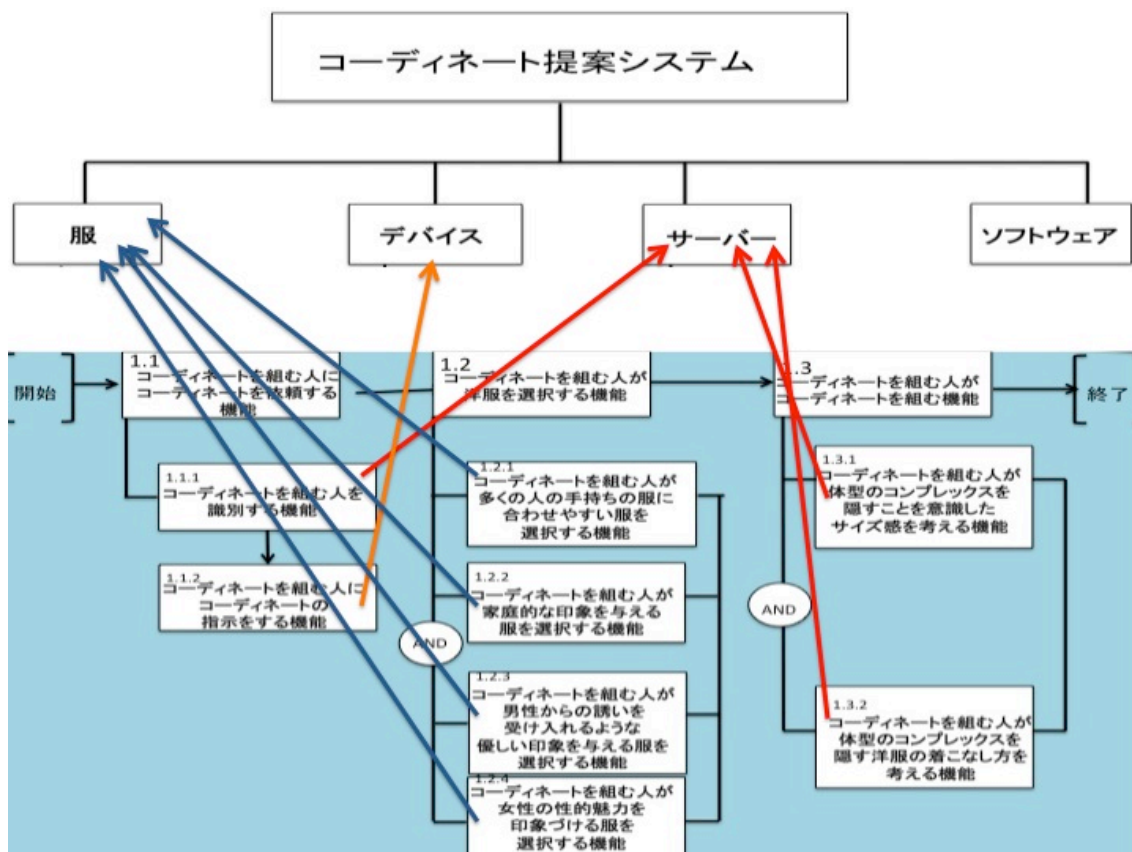 コーディネート提案システム
服
デバイス
サーバー
ソフトウェア
開始
1.1
コーディネートを組む人に
コーディネートを依頼する
機能
1.2
コーディネートを組む人が
洋服を選択する機能
1.3
コーディネートを組む人が
コーディネートを組む機能
終了
1.1.1
コーディネートを組む人を
識別する機能
1.1.2
コーディネートを組む人に
コーディネートの
指示をする機能
1.2.1
コーディネートを組む人が
多くの人の手持ちの服に
合わせやすい服を
選択する機能
1.2.2
コーディネートを組む人が
家庭的な印象を与える
服を選択する機能
AND
1.2.3
コーディネートを組む人が
男性からの誘いを
受け入れるような
優しい印象を与える服を
選択する機能
1.2.4
コーディネートを組む人が
女性の性的魅力を
印象づける服を
選択する機能
1.3.1
コーディネートを組む人が
体型のコンプレックスを
隠すことを意識した
サイズ感を考える機能
AND
1.3.2
コーディネートを組む人が
体型のコンプレックスを
隠す洋服の着こなし方を
考える機能